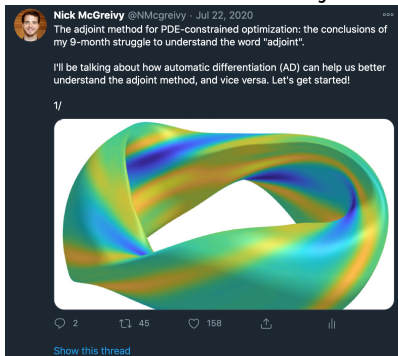 Nick McGreivy @NMcgreivy · Jul 22, 2020
The adjoint method for PDE-constrained optimization: the conclusions of
my 9-month struggle to understand the word "adjoint".
I'll be talking about how automatic differentiation (AD) can help us better
understand the adjoint method, and vice versa. Let's get started!
1/
2 45 158
Show this thread